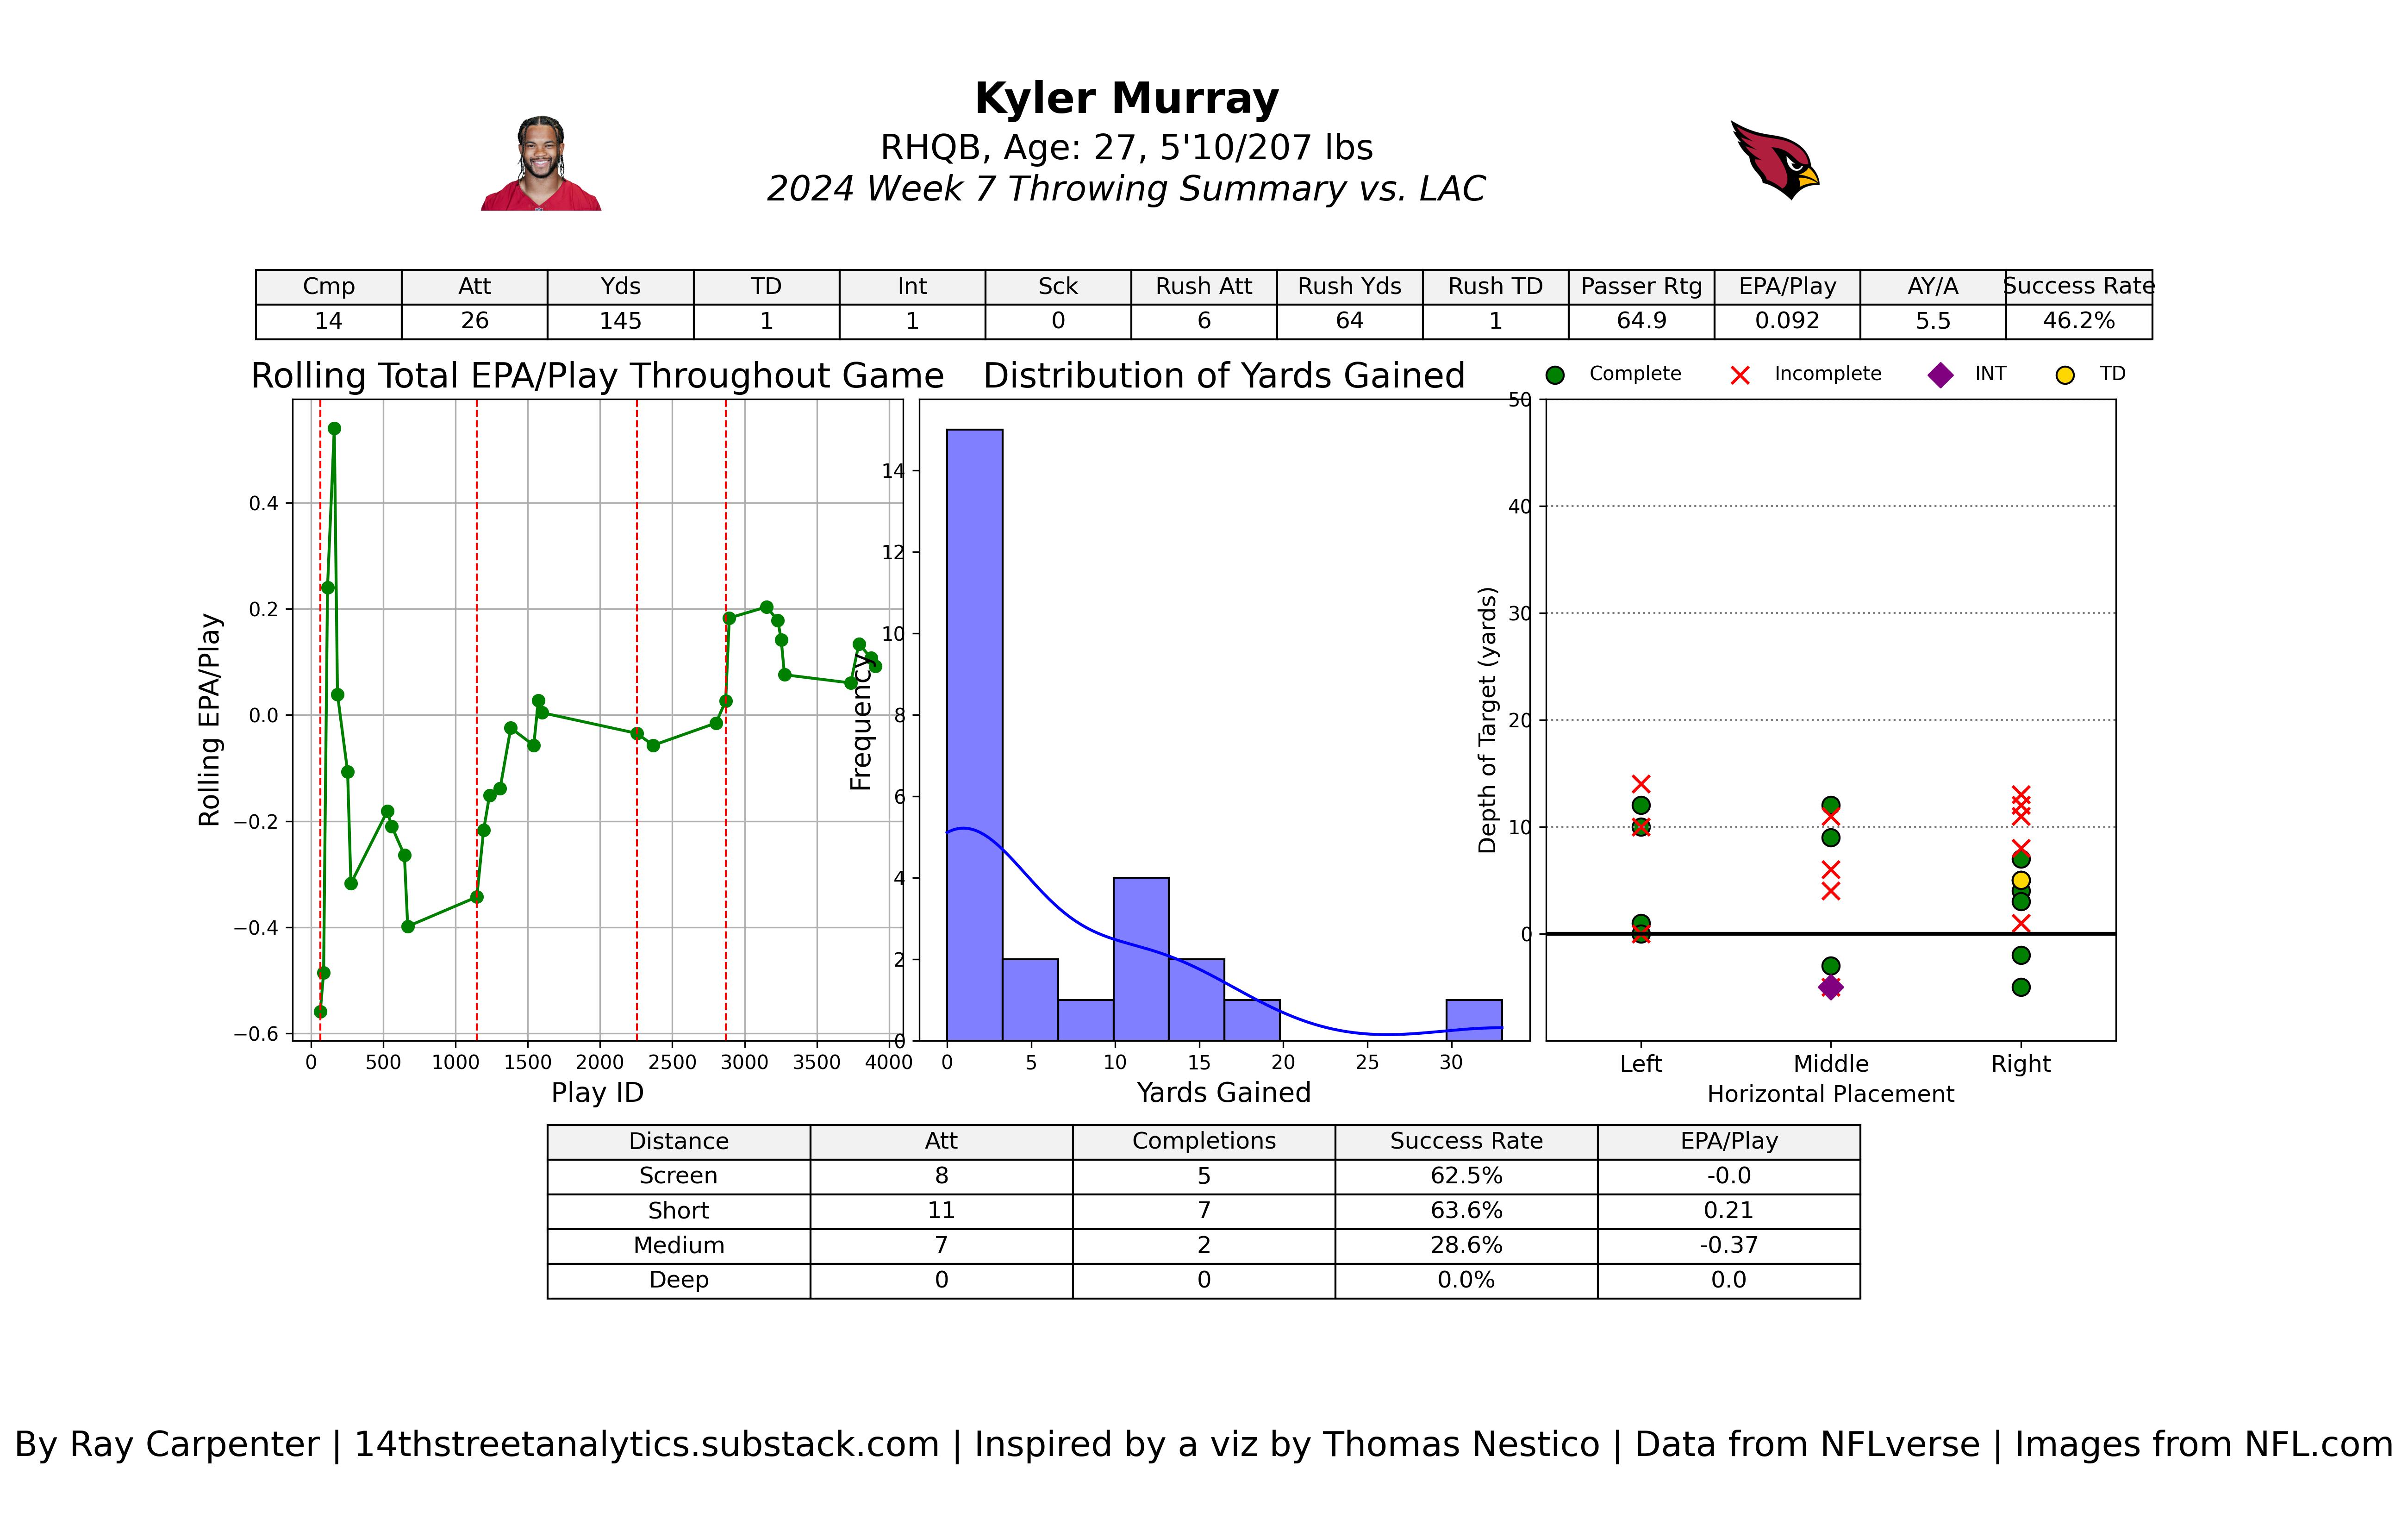 Kyler Murray
RHQB, Age: 27, 5'10/207 lbs
2024 Week 7 Throwing Summary vs. LAC
Cmp Att Yds TD Int Sck Rush Att Rush Yds Rush TD Passer Rtg EPA/Play AY/A Success Rate
14 26 145 1 1 0 6 64 1 64.9 0.092 5.5 46.2%
Rolling Total EPA/Play Throughout Game
Rolling EPA/Play
0.4
0.2
0.0
−0.2
−0.4
−0.6
0 500 1000 1500 2000 2500 3000 3500 4000
Play ID
Distribution of Yards Gained
Frequency
14
12
10
8
6
4
2
0
0 5 10 15 20 25 30
Yards Gained
Complete Incomplete INT TD
Depth of Target (yards)
50
40
30
20
10
0
Left Middle Right
Horizontal Placement
Distance Att Completions Success Rate EPA/Play
Screen 8 5 62.5% -0.0
Short 11 7 63.6% 0.21
Medium 7 2 28.6% -0.37
Deep 0 0 0.0% 0.0
By Ray Carpenter | 14thstreetanalytics.substack.com | Inspired by a viz by Thomas Nestico | Data from NFLverse | Images from NFL.com